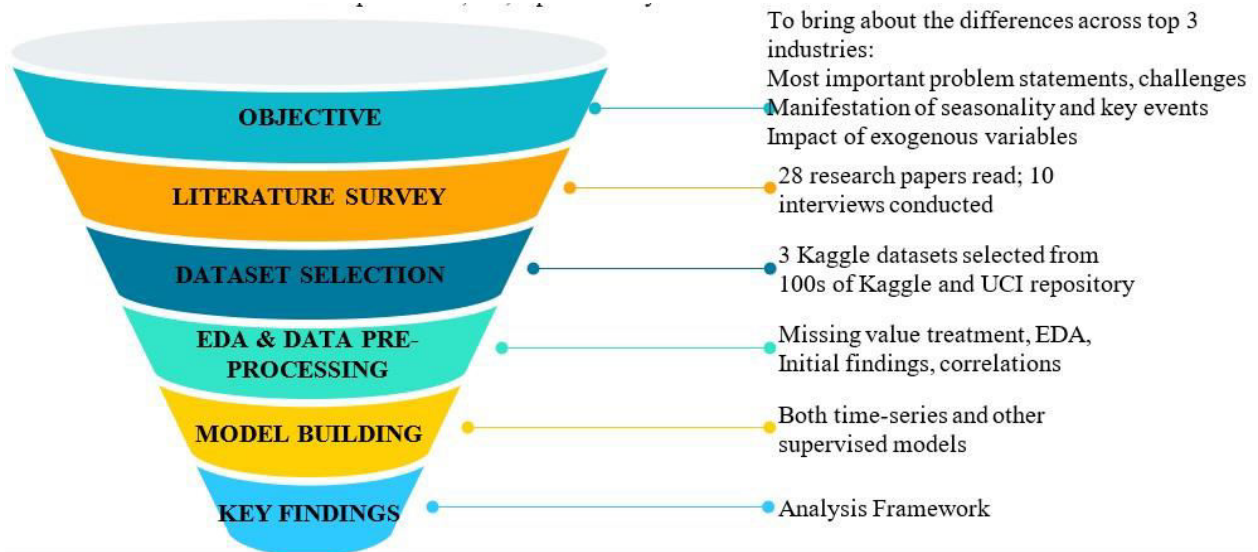 To bring about the differences across top 3
industries:
Most important problem statements, challenges
OBJECTIVE
Manifestation of seasonality and key events
Impact of exogenous variables
LITERATURE SURVEY
28 research papers read; 10
interviews conducted
DATASET SELECTION
3 Kaggle datasets selected from
100s of Kaggle and UCI repository
EDA & DATA PRE-
PROCESSING
Missing value treatment, EDA,
Initial findings, correlations
MODEL BUILDING
Both time-series and other
supervised models
KEY FINDINGS
Analysis Framework